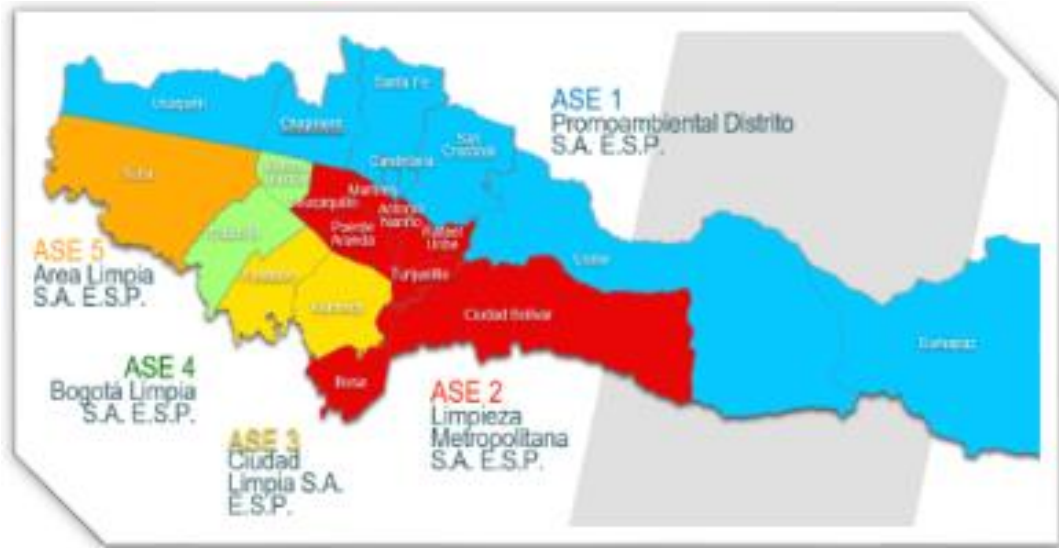 Santa Fe
Usaquén
Chapinero
San
Cristóbal
Candelaria
ASE 1
Promoambiental Distrito
S.A. E.S.P.
Suba
Mártires
Antonio
Nariño
Puente
Aranda
Rafael
Uribe
Tunjuelito
Usme
Ciudad Bolívar
Sumapaz
Bosa
ASE 5
Area Limpia
S.A. E.S.P.
ASE 4
Bogotá Limpia
S.A. E.S.P.
ASE 3
Ciudad
Limpia S.A.
E.S.P.
ASE 2
Limpieza
Metropolitana
S.A. E.S.P.